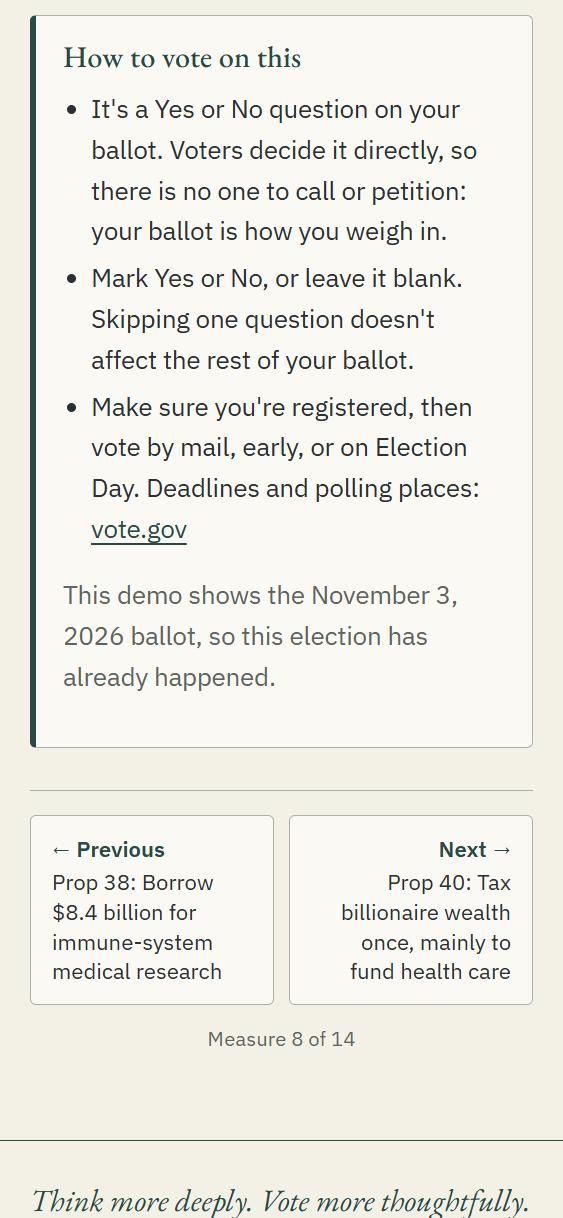 How to vote on this
• It's a Yes or No question on your
ballot. Voters decide it directly, so
there is no one to call or petition:
your ballot is how you weigh in.
• Mark Yes or No, or leave it blank.
Skipping one question doesn't
affect the rest of your ballot.
• Make sure you're registered, then
vote by mail, early, or on Election
Day. Deadlines and polling places:
vote.gov
This demo shows the November 3,
2026 ballot, so this election has
already happened.
← Previous
Prop 38: Borrow
$8.4 billion for
immune-system
medical research
Next →
Prop 40: Tax
billionaire wealth
once, mainly to
fund health care
Measure 8 of 14
Think more deeply. Vote more thoughtfully.